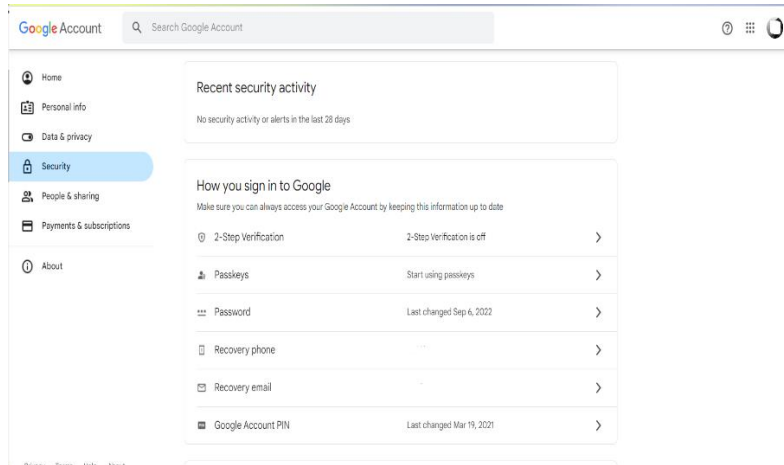 Google Account
Search Google Account
Home
Personal info
Data & privacy
Security
People & sharing
Payments & subscriptions
About
Recent security activity
No security activity or alerts in the last 28 days
How you sign in to Google
Make sure you can always access your Google Account by keeping this information up to date
2-Step Verification 2-Step Verification is off
Passkeys Start using passkeys
Password Last changed Sep 6, 2022
Recovery phone
Recovery email
Google Account PIN Last changed Mar 19, 2021